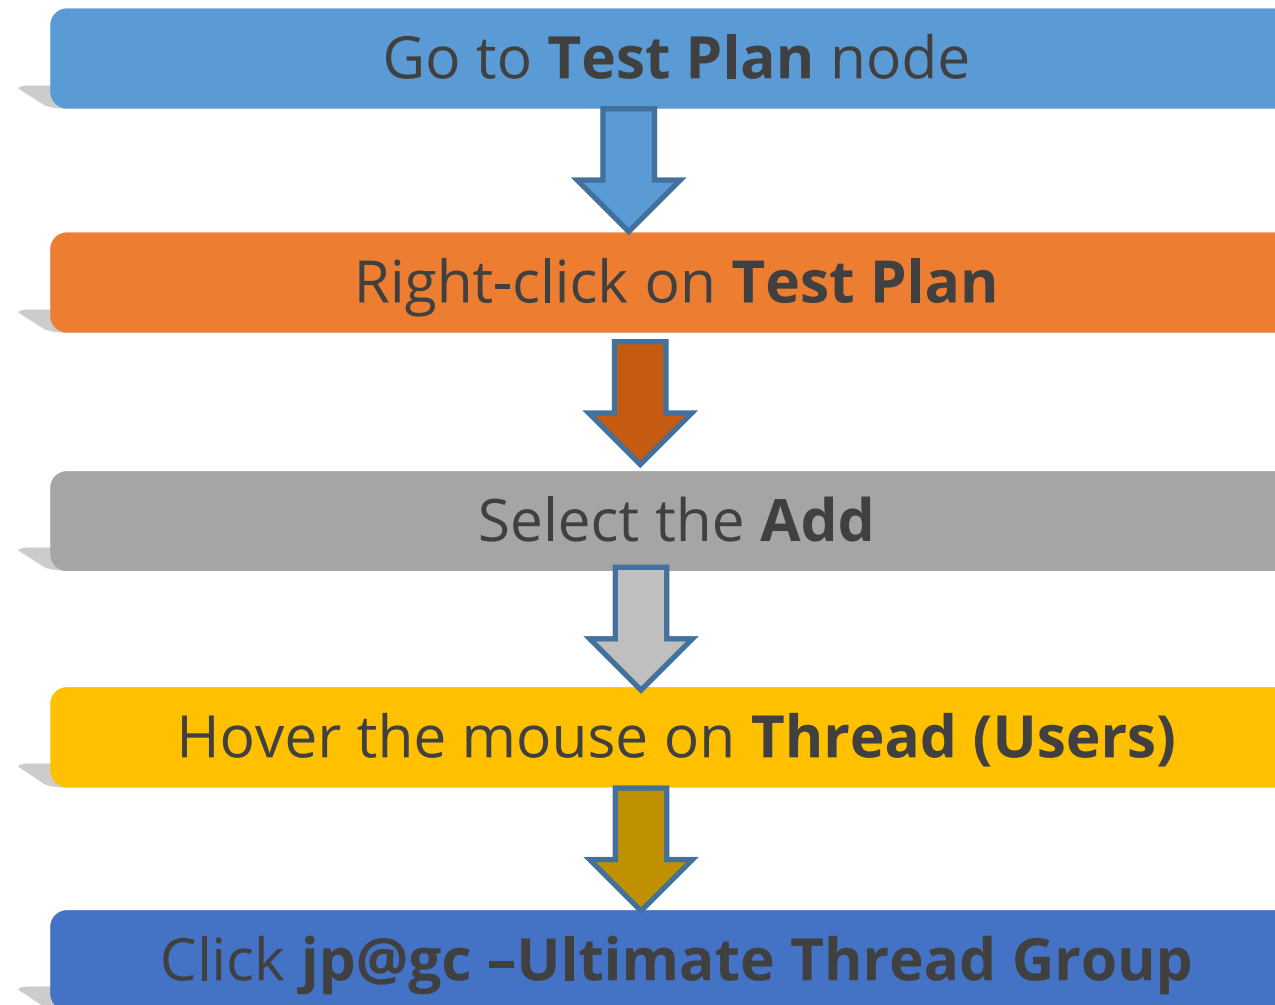 Go to Test Plan node
Right-click on Test Plan
Select the Add
Hover the mouse on Thread (Users)
Click jp@gc –Ultimate Thread Group